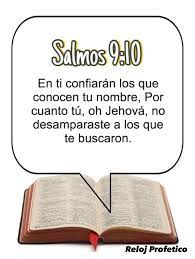 Salmos 9:10
En ti confiarán los que
conocen tu nombre, Por
cuanto tú, oh Jehová, no
desamparaste a los que
te buscaron.
Reloj Profetico